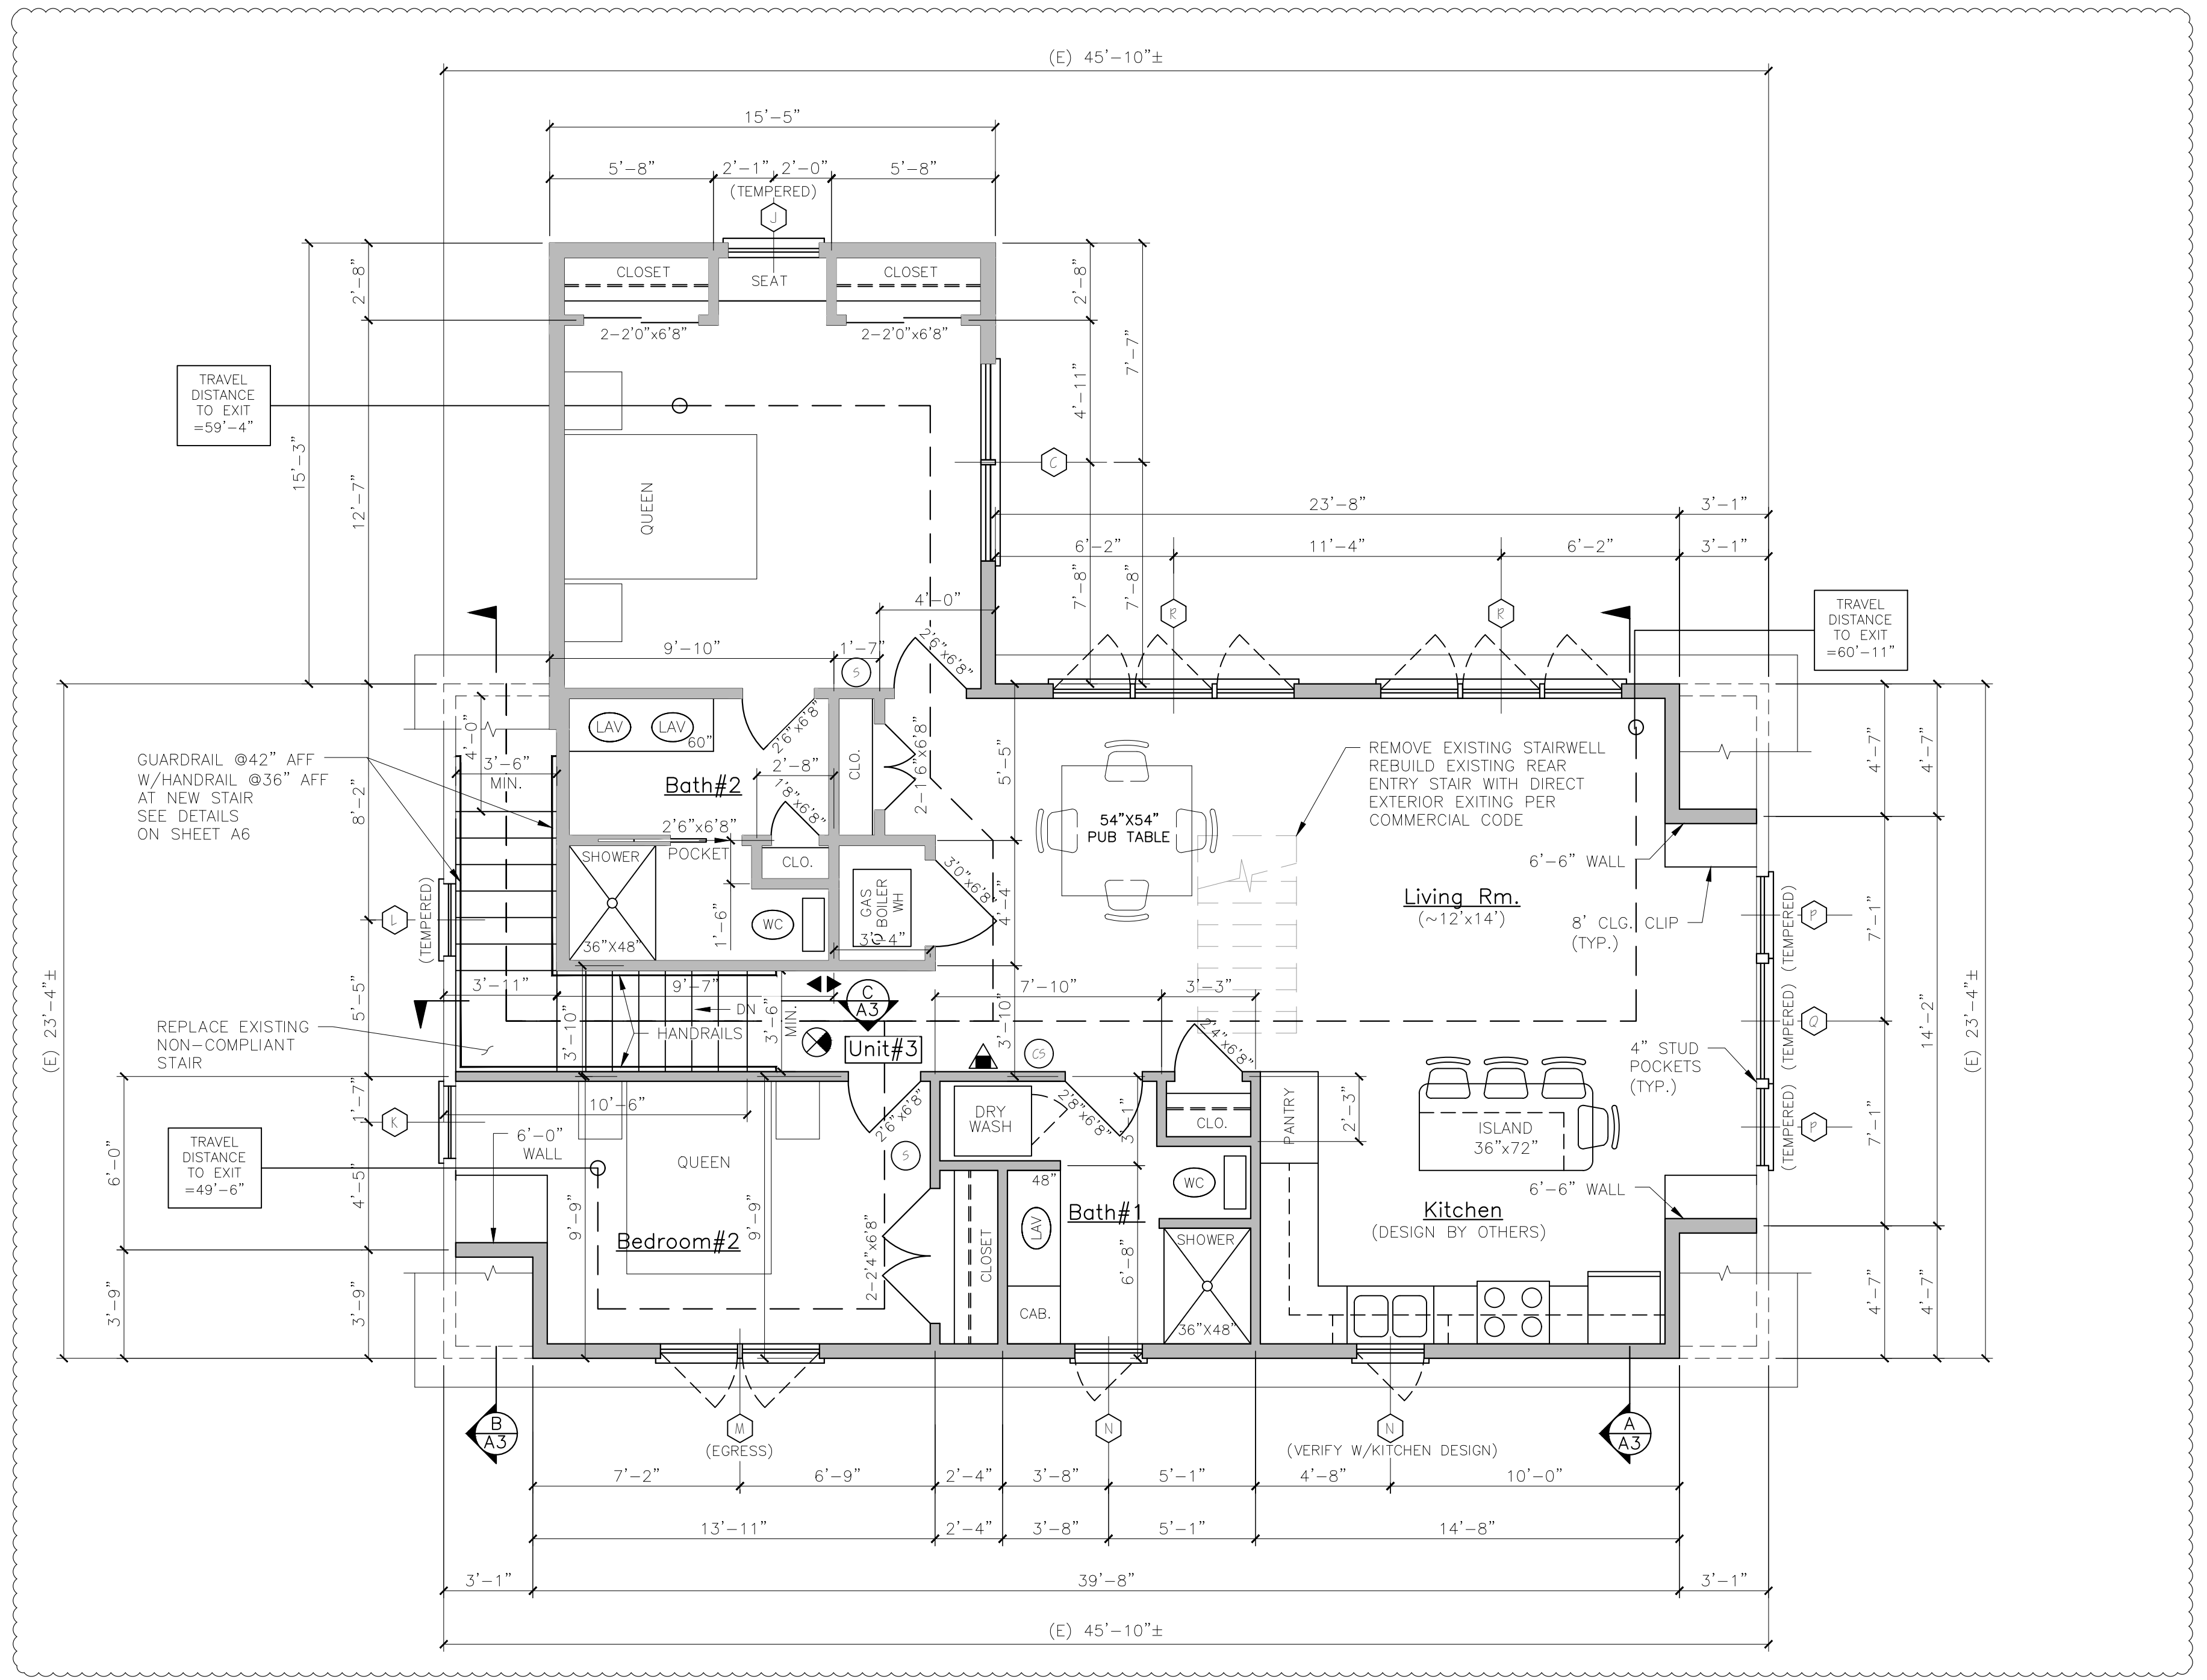 (E) 45'-10"±
15'-5"
5'-8" 2'-1" 2'-0" 5'-8"
(TEMPERED)
J
CLOSET
SEAT
CLOSET
2-2'0"x6'8"
2-2'0"x6'8"
2'-8"
2'-8"
7'-7"
4'-11"
TRAVEL
DISTANCE
TO EXIT
=59'-4"
15'-3"
12'-7"
QUEEN
C
23'-8" 3'-1"
6'-2" 11'-4" 6'-2" 3'-1"
7'-8"
7'-8"
4'-0"
R
R
TRAVEL
DISTANCE
TO EXIT
=60'-11"
9'-10" 1'-7"
S
2'6"x6'8"
LAV
LAV
60"
2'6"x6'8"
CLO.
2-1'6"x6'8"
5'-5"
4'-0"
3'-6"
MIN.
GUARDRAIL @42" AFF
W/HANDRAIL @36" AFF
AT NEW STAIR
SEE DETAILS
ON SHEET A6
8'-2"
Bath#2
2'-8"
1'8"x6'8"
2'6"x6'8"
POCKET
SHOWER
36"X48"
CLO.
WC
1'-6"
GAS
BOILER
WH
3'-4"
3'0"x6'8"
4'-4"
54"X54"
PUB TABLE
REMOVE EXISTING STAIRWELL
REBUILD EXISTING REAR
ENTRY STAIR WITH DIRECT
EXTERIOR EXITING PER
COMMERCIAL CODE
4'-7"
4'-7"
6'-6" WALL
Living Rm.
(~12'x14')
8' CLG. CLIP
(TYP.)
(TEMPERED)
L
(TEMPERED)
P
7'-1"
(E) 23'-4"±
5'-5"
3'-11"
9'-7"
DN
HANDRAILS
3'-10"
3'-6"
MIN.
C
A3
Unit#3
CS
3'-10"
7'-10" 3'-3"
2'4"x6'8"
(TEMPERED)
Q
14'-2"
(E) 23'-4"±
REPLACE EXISTING
NON-COMPLIANT
STAIR
4" STUD
POCKETS
(TYP.)
1'-7"
K
10'-6"
2'6"x6'8"
DRY
WASH
2'8"x6'8"
3'-1"
CLO.
PANTRY
2'-3"
ISLAND
36"x72"
(TEMPERED)
P
7'-1"
6'-0"
TRAVEL
DISTANCE
TO EXIT
=49'-6"
6'-0"
WALL
QUEEN
S
4'-5"
9'-9"
9'-9"
Bedroom#2
2-2'4"x6'8"
CLOSET
48"
LAV
CAB.
Bath#1
6'-8"
WC
SHOWER
36"X48"
6'-6" WALL
Kitchen
(DESIGN BY OTHERS)
3'-9"
3'-9"
4'-7"
4'-7"
B
A3
M
(EGRESS)
N
N
(VERIFY W/KITCHEN DESIGN)
A
A3
7'-2" 6'-9" 2'-4" 3'-8" 5'-1" 4'-8" 10'-0"
13'-11" 2'-4" 3'-8" 5'-1" 14'-8"
3'-1" 39'-8" 3'-1"
(E) 45'-10"±